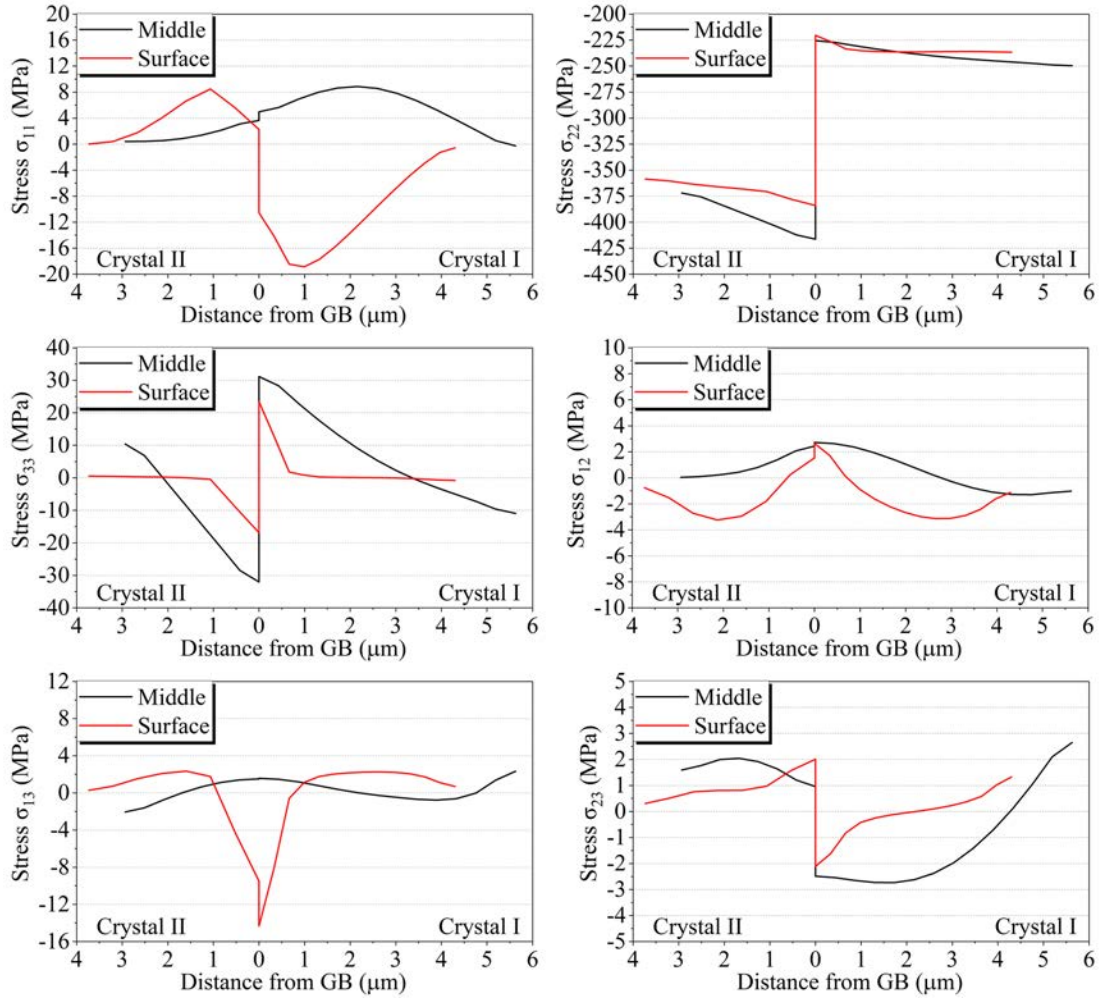 Middle
Surface
Stress σ11 (MPa)
20
16
12
8
4
0
-4
-8
-12
-16
-20
Crystal II
Crystal I
4 3 2 1 0 1 2 3 4 5 6
Distance from GB (μm)
Middle
Surface
Stress σ22 (MPa)
-200
-225
-250
-275
-300
-325
-350
-375
-400
-425
-450
Crystal II
Crystal I
4 3 2 1 0 1 2 3 4 5 6
Distance from GB (μm)
Middle
Surface
Stress σ33 (MPa)
40
30
20
10
0
-10
-20
-30
-40
Crystal II
Crystal I
4 3 2 1 0 1 2 3 4 5 6
Distance from GB (μm)
Middle
Surface
Stress σ12 (MPa)
10
8
6
4
2
0
-2
-4
-6
-8
-10
Crystal II
Crystal I
4 3 2 1 0 1 2 3 4 5 6
Distance from GB (μm)
Middle
Surface
Stress σ13 (MPa)
12
8
4
0
-4
-8
-12
-16
Crystal II
Crystal I
4 3 2 1 0 1 2 3 4 5 6
Distance from GB (μm)
Middle
Surface
Stress σ23 (MPa)
5
4
3
2
1
0
-1
-2
-3
-4
-5
Crystal II
Crystal I
4 3 2 1 0 1 2 3 4 5 6
Distance from GB (μm)